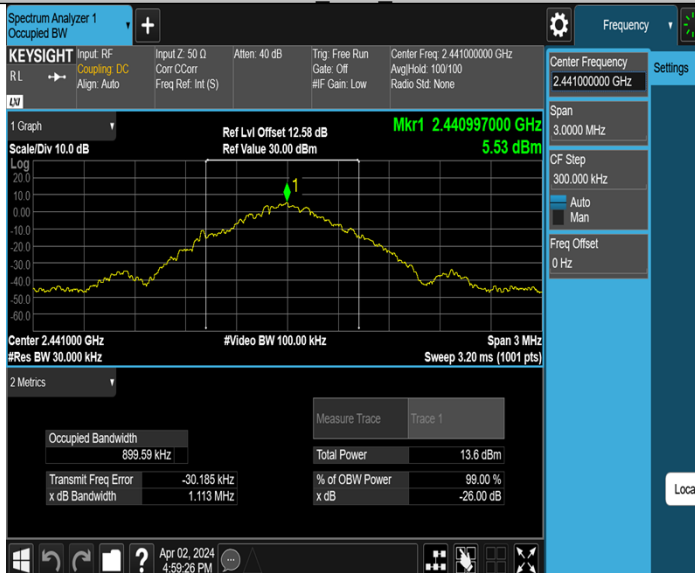 Spectrum Analyzer 1
Occupied BW
Frequency
KEYSIGHT
RL
LXI
Input: RF
Coupling: DC
Align: Auto
Input Z: 50 Ω
Corr CCorr
Freq Ref: Int (S)
Atten: 40 dB
Trig: Free Run
Gate: Off
#IF Gain: Low
Center Freq: 2.441000000 GHz
Avg|Hold: 100/100
Radio Std: None
Center Frequency
2.441000000 GHz
Settings
Span
3.0000 MHz
CF Step
300.000 kHz
Auto
Man
Freq Offset
0 Hz
1 Graph
Scale/Div 10.0 dB
Ref Lvl Offset 12.58 dB
Ref Value 30.00 dBm
Mkr1 2.440997000 GHz
5.53 dBm
Log
20.0
10.0
0.00
-10.0
-20.0
-30.0
-40.0
-50.0
-60.0
1
Center 2.441000 GHz
#Video BW 100.00 kHz
Span 3 MHz
#Res BW 30.000 kHz
Sweep 3.20 ms (1001 pts)
2 Metrics
Measure Trace
Trace 1
Occupied Bandwidth
899.59 kHz
Total Power
13.6 dBm
Transmit Freq Error
-30.185 kHz
% of OBW Power
99.00 %
x dB Bandwidth
1.113 MHz
x dB
-26.00 dB
Loca
?
Apr 02, 2024
4:59:26 PM